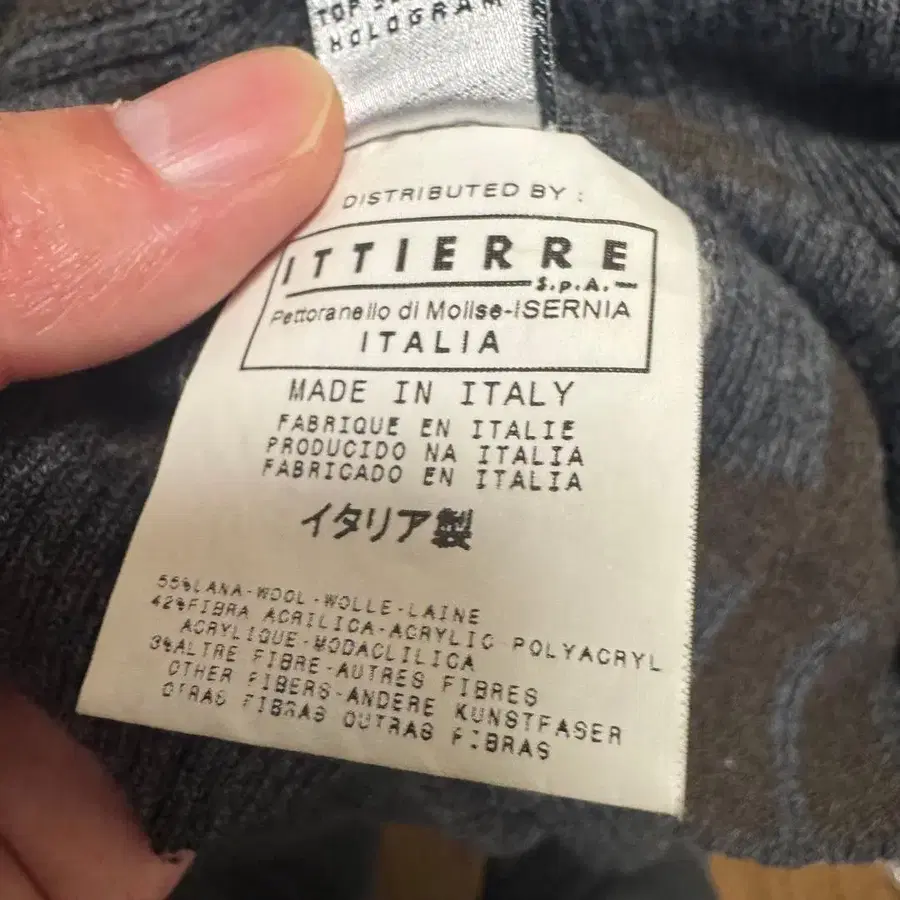 TOP
HOLOGRAM
DISTRIBUTED BY :
ITTIERRE
S.p.A.
Pettoranello di Molise-ISERNIA
ITALIA
MADE IN ITALY
FABRIQUE EN ITALIE
PRODUCIDO NA ITALIA
FABRICADO EN ITALIA
イタリア製
55%LANA-WOOL-WOLLE-LAINE
42%FIBRA ACRILICA-ACRYLIC POLYACRYL
ACRYLIQUE-MODACLILICA
3%ALTRE FIBRE-AUTRES FIBRES
OTHER FIBERS-ANDERE KUNSTFASER
OTRAS FIBRAS OUTRAS FIBRAS